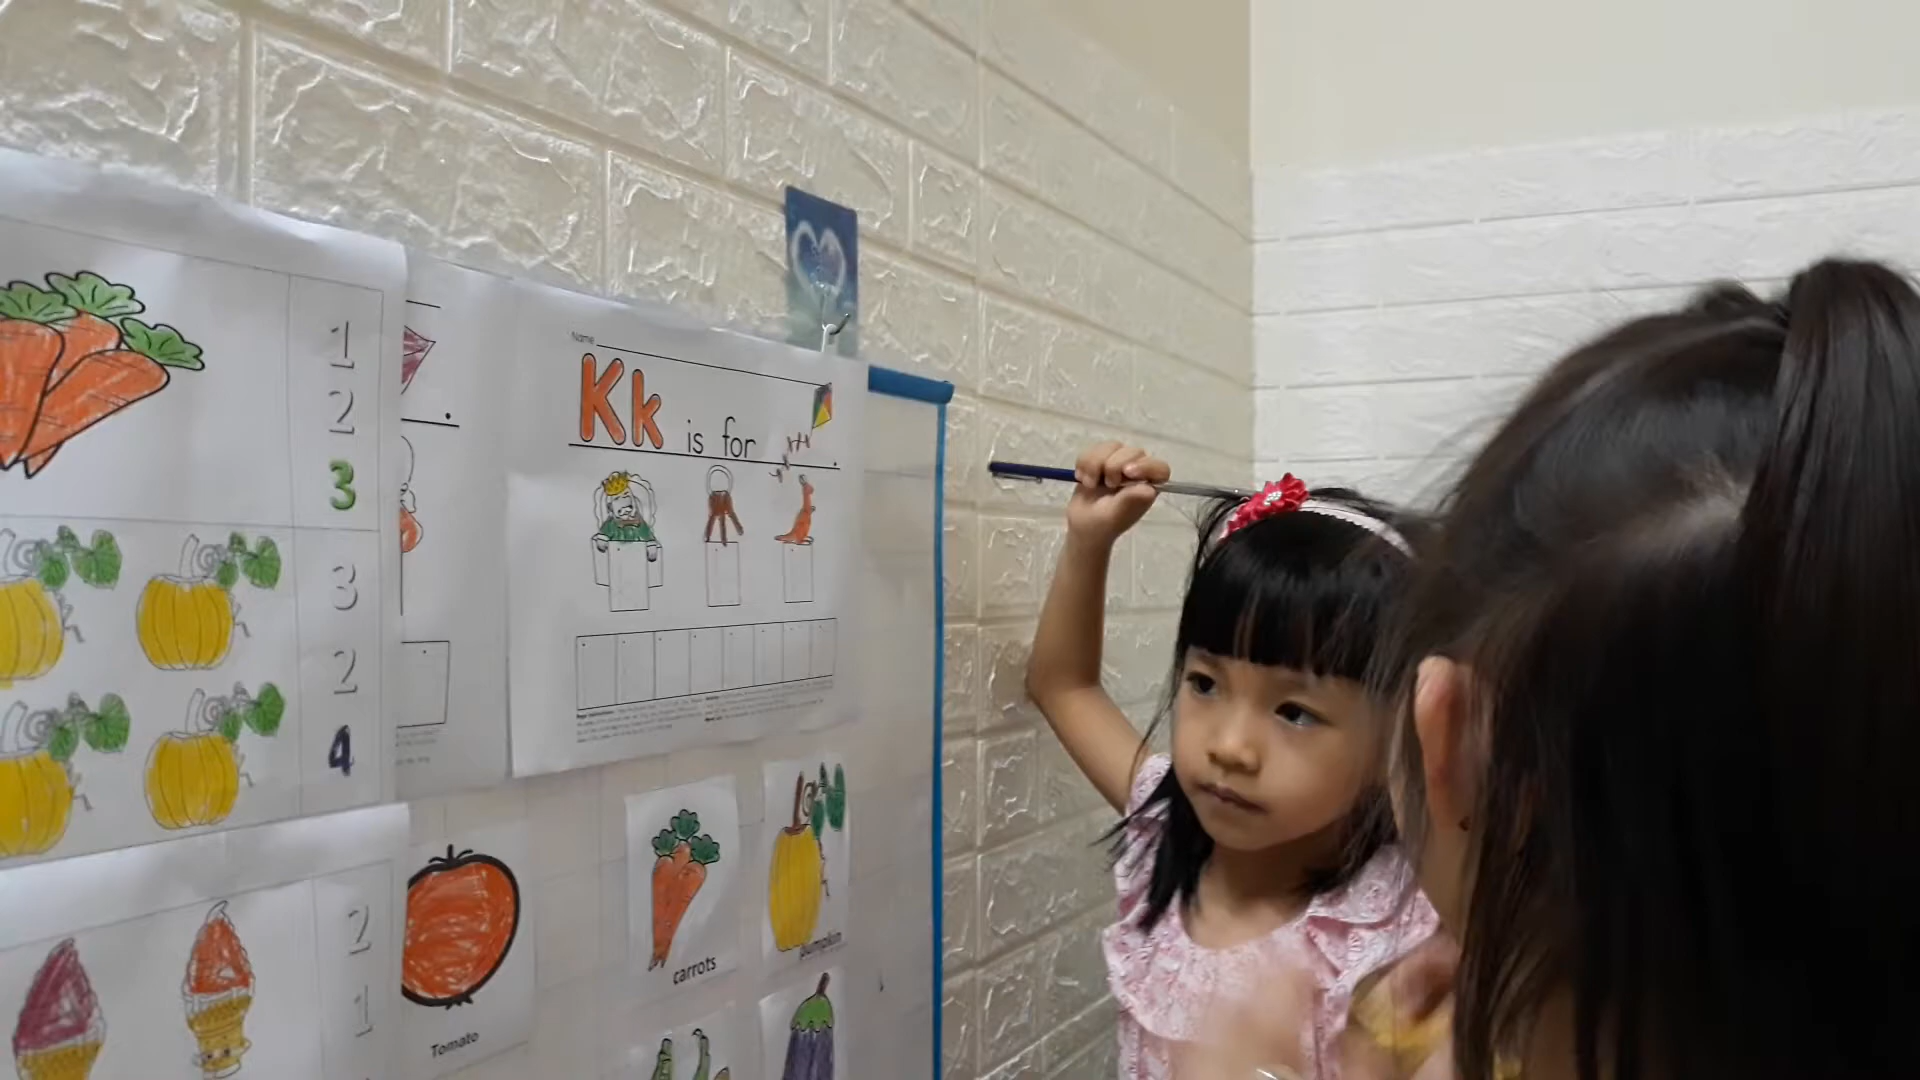 1
2
3
3
2
4
2
1
Name
Kk is for
.
.
Tomato
carrots
pumpkin